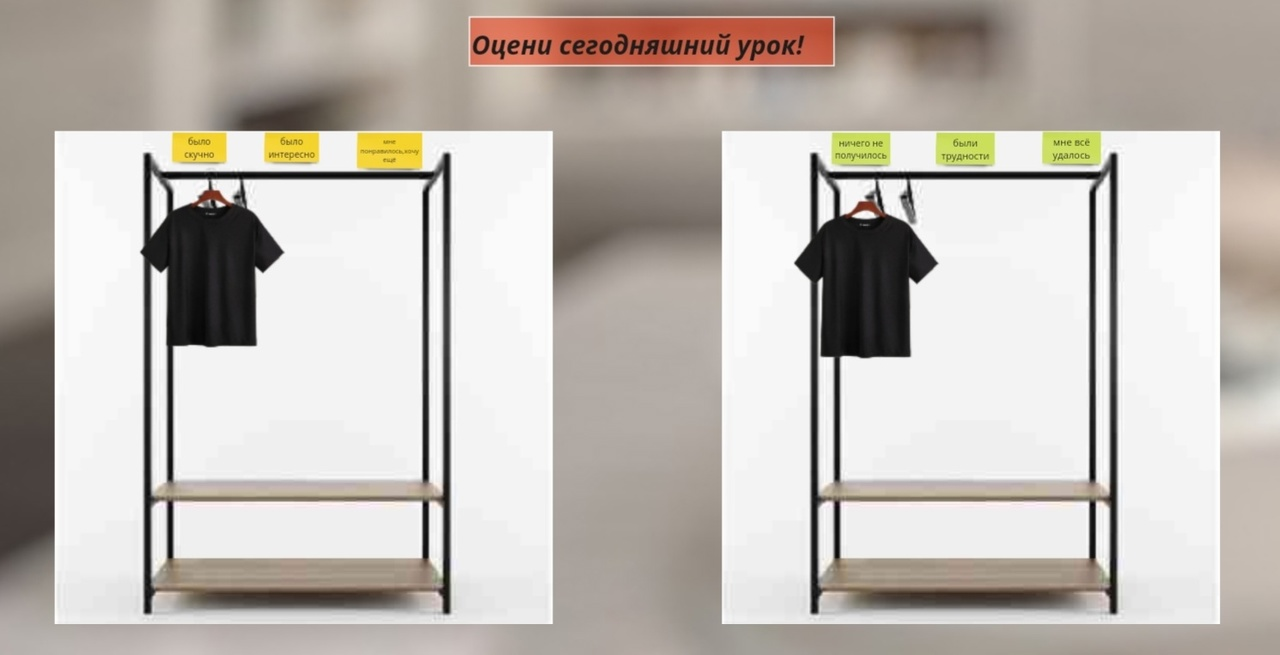 Оцени сегодняшний урок!
было
скучно
было
интересно
мне
понравилось,хочу
ещё
ничего не
получилось
были
трудности
мне всё
удалось